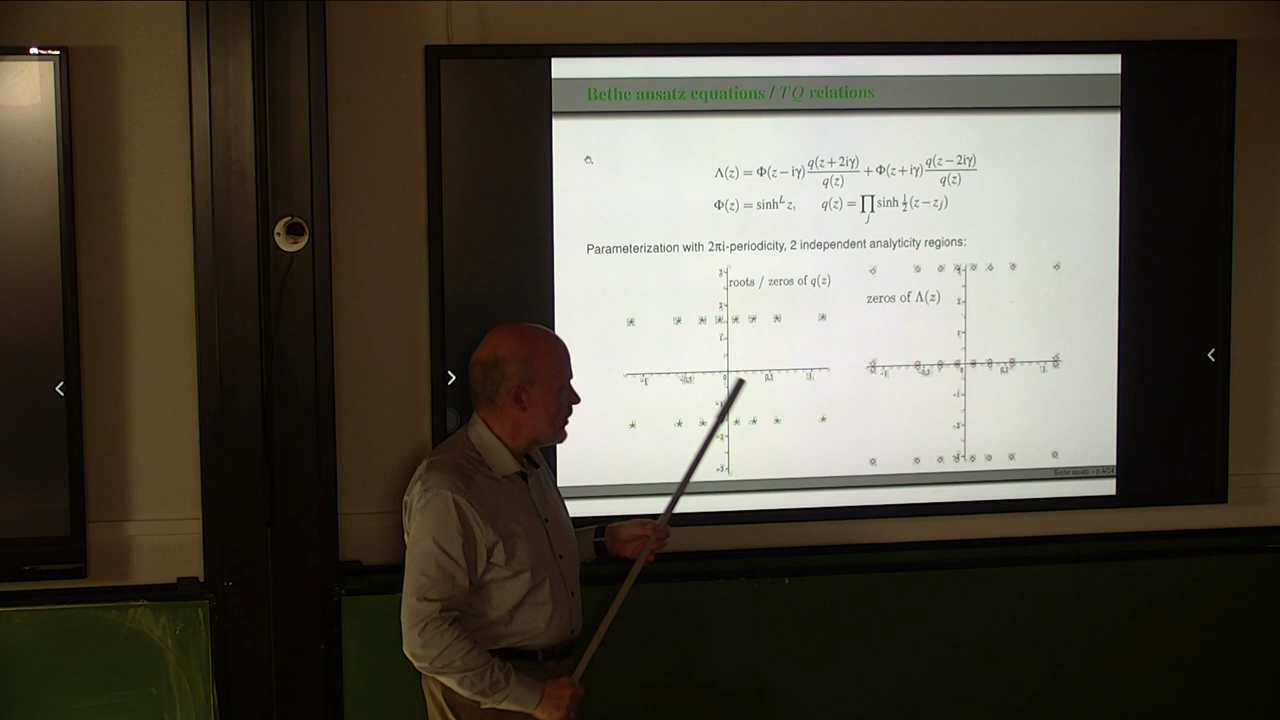 Bethe ansatz equations / TQ relations
Λ(z) = Φ(z−iγ) q(z+2iγ)/q(z) + Φ(z+iγ) q(z−2iγ)/q(z)
Φ(z) = sinh^L z, q(z) = ∏_j sinh ½(z−z_j)
Parameterization with 2πi-periodicity, 2 independent analyticity regions:
roots / zeros of q(z)
zeros of Λ(z)